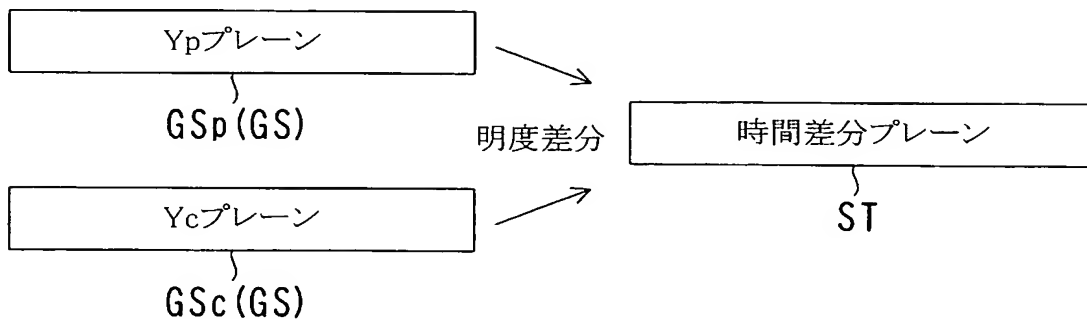 Ypプレーン
GSp(GS)
明度差分
時間差分プレーン
ST
Ycプレーン
GSc(GS)